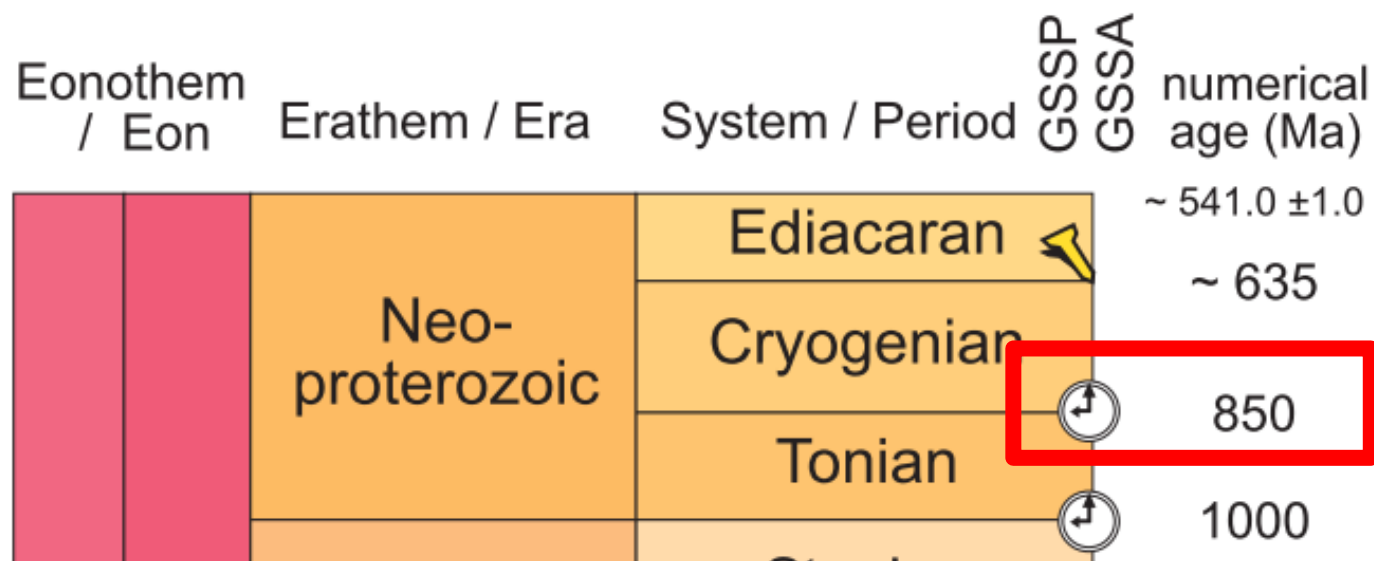 Eonothem
/ Eon
Erathem / Era
System / Period
GSSP
GSSA
numerical
age (Ma)
~ 541.0 ±1.0
Ediacaran
~ 635
Neo-
proterozoic
Cryogenian
850
Tonian
1000